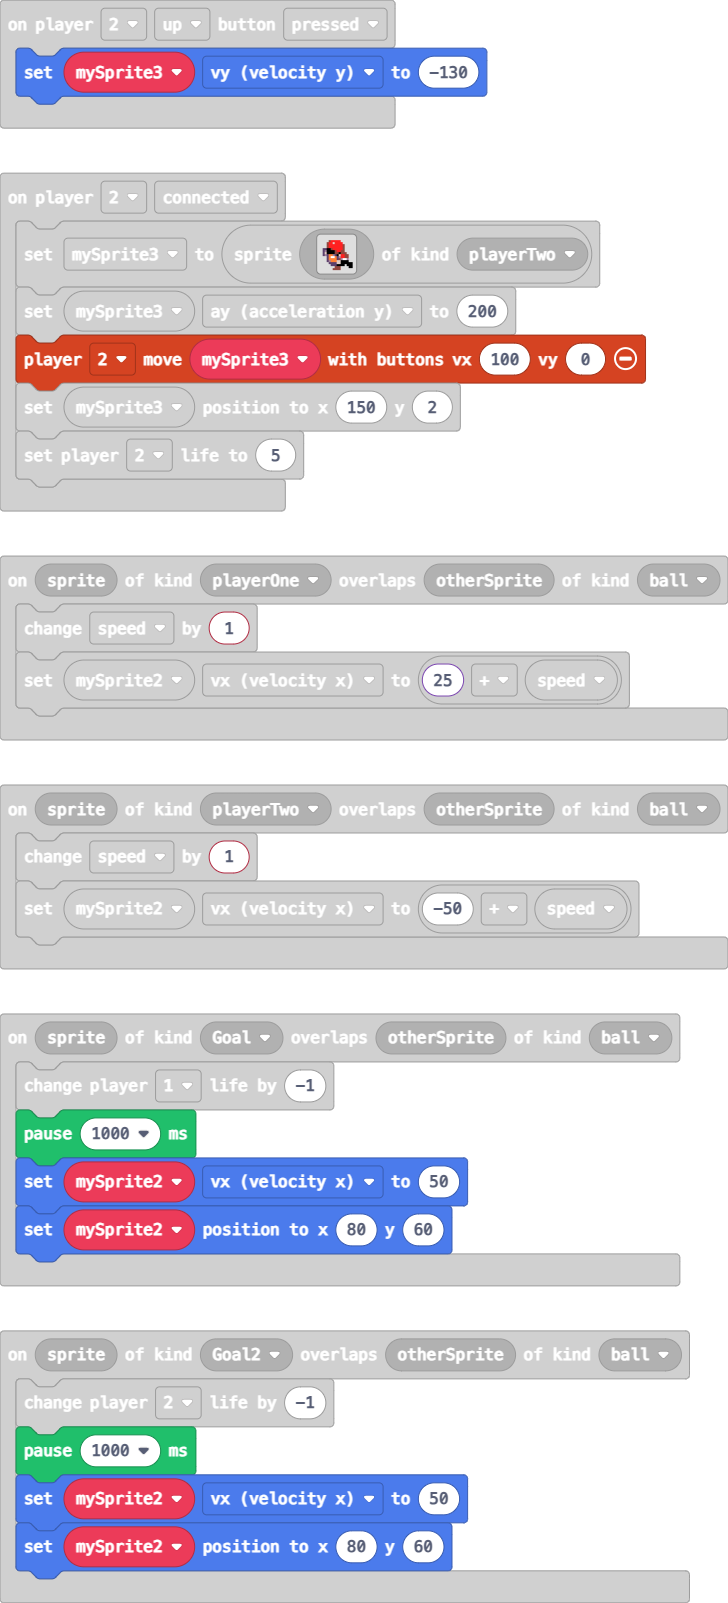 on player 2 up button pressed
set mySprite3 vy (velocity y) to −130
on player 2 connected
set mySprite3 to sprite of kind playerTwo
set mySprite3 ay (acceleration y) to 200
player 2 move mySprite3 with buttons vx 100 vy 0
set mySprite3 position to x 150 y 2
set player 2 life to 5
on sprite of kind playerOne overlaps otherSprite of kind ball
change speed by 1
set mySprite2 vx (velocity x) to 25 + speed
on sprite of kind playerTwo overlaps otherSprite of kind ball
change speed by 1
set mySprite2 vx (velocity x) to −50 + speed
on sprite of kind Goal overlaps otherSprite of kind ball
change player 1 life by −1
pause 1000 ms
set mySprite2 vx (velocity x) to 50
set mySprite2 position to x 80 y 60
on sprite of kind Goal2 overlaps otherSprite of kind ball
change player 2 life by −1
pause 1000 ms
set mySprite2 vx (velocity x) to 50
set mySprite2 position to x 80 y 60